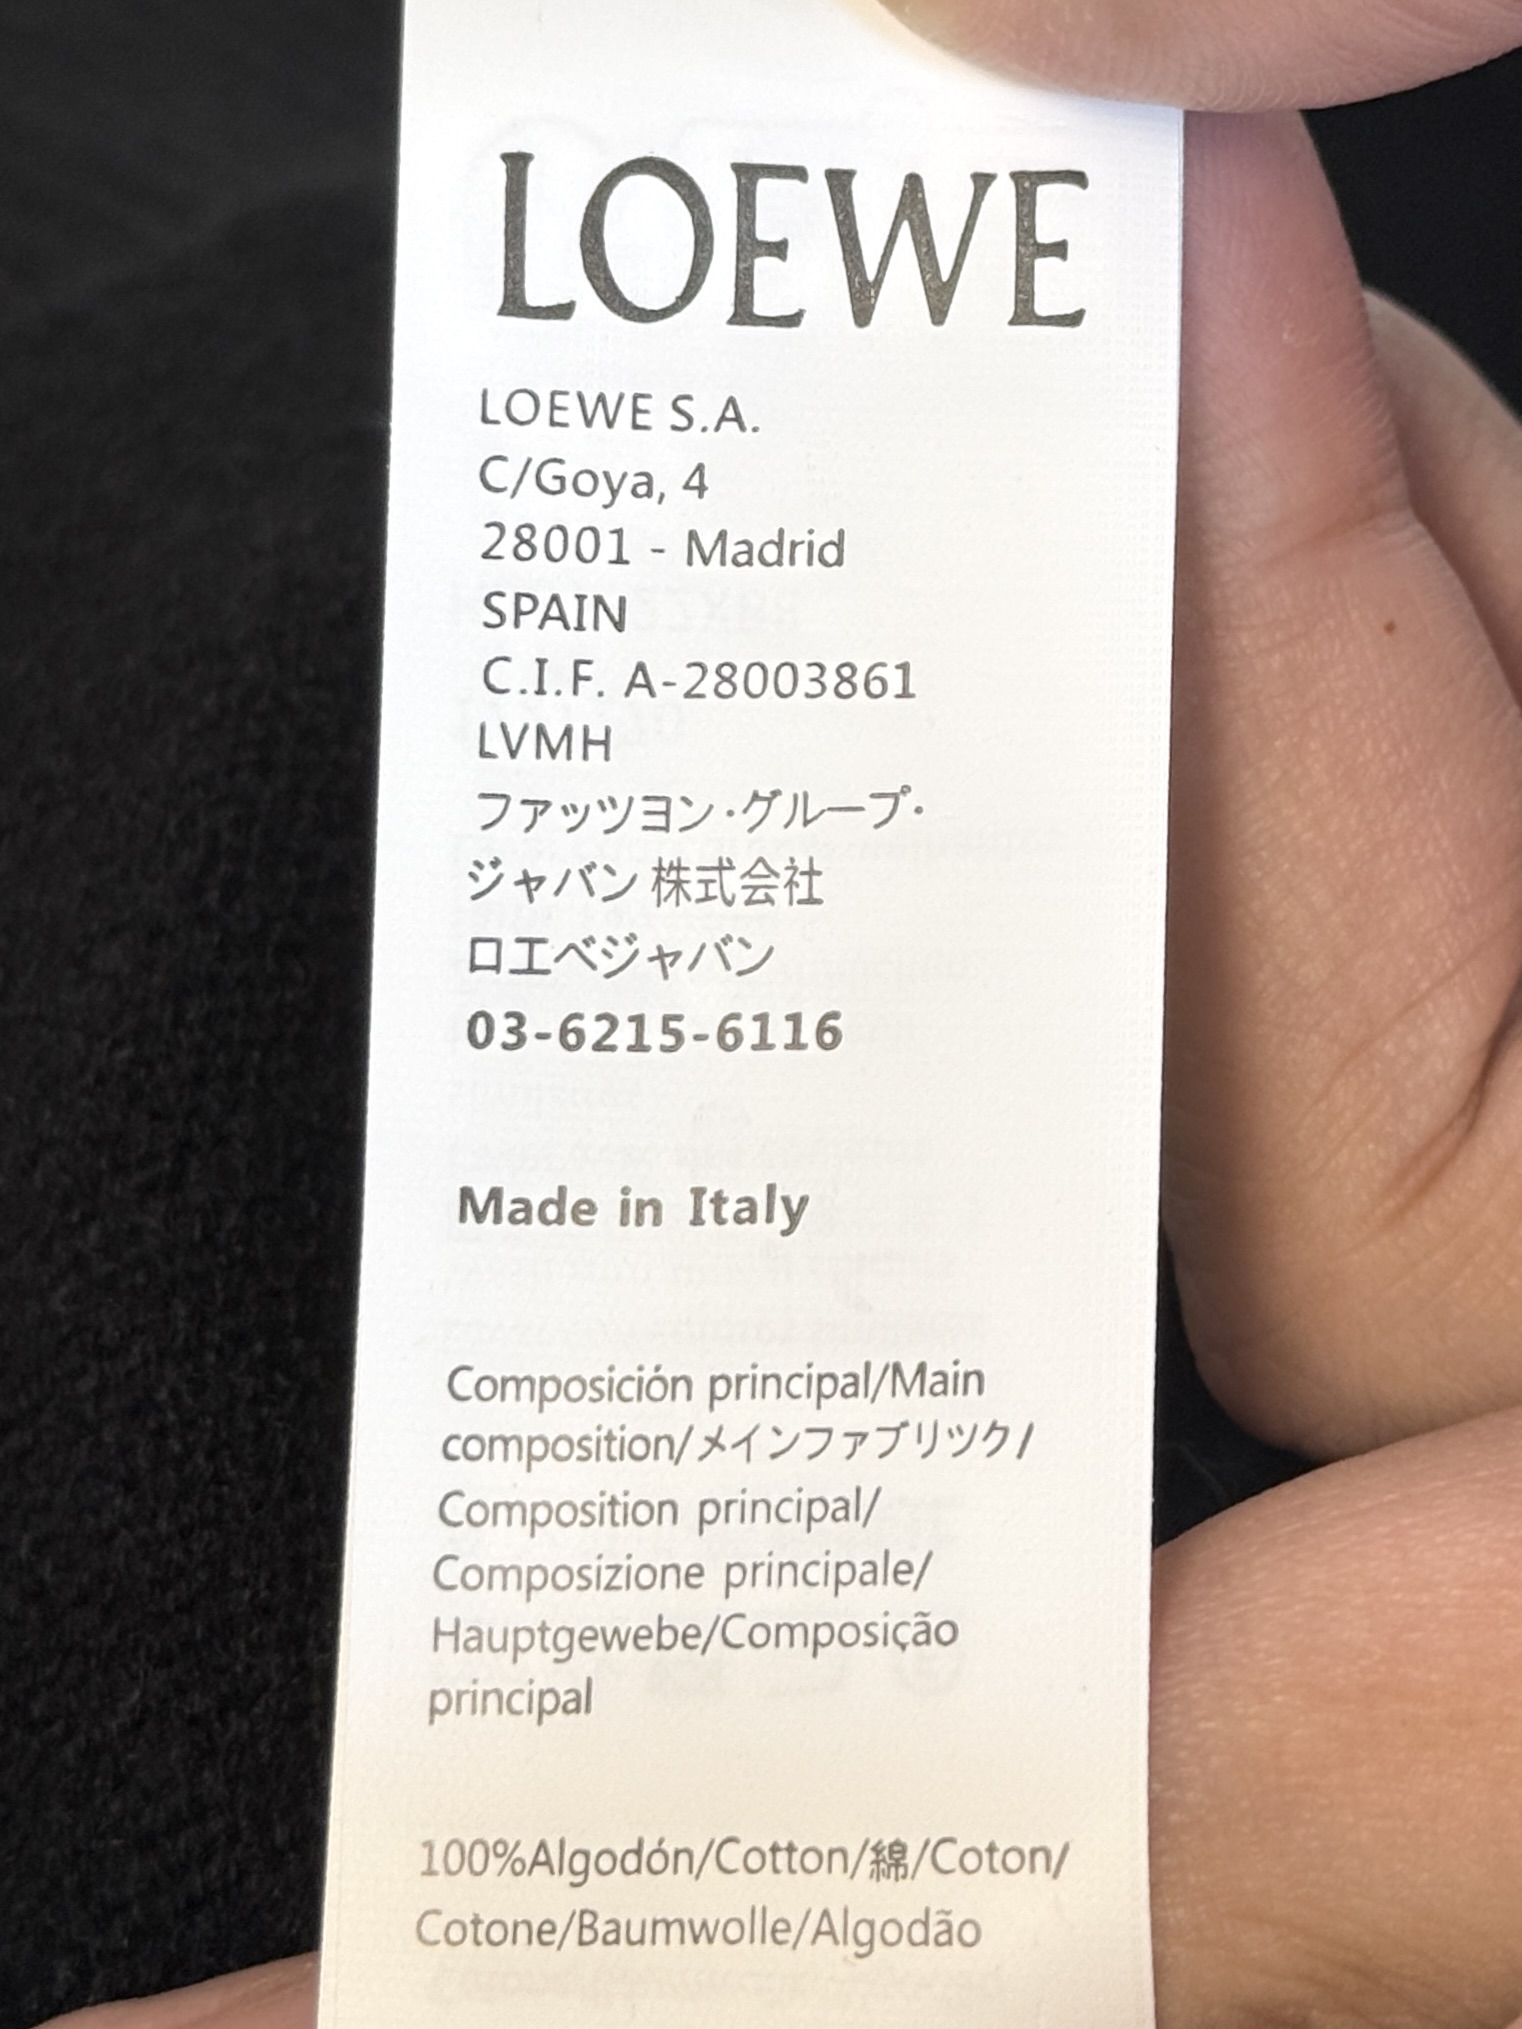 LOEWE
LOEWE S.A.
C/Goya, 4
28001 - Madrid
SPAIN
C.I.F. A-28003861
LVMH
ファッツヨン·グループ·
ジャバン 株式会社
ロエベジャバン
03-6215-6116
Made in Italy
Composición principal/Main
composition/メインファブリツク/
Composition principal/
Composizione principale/
Hauptgewebe/Composição
principal
100%Algodón/Cotton/綿/Coton/
Cotone/Baumwolle/Algodão